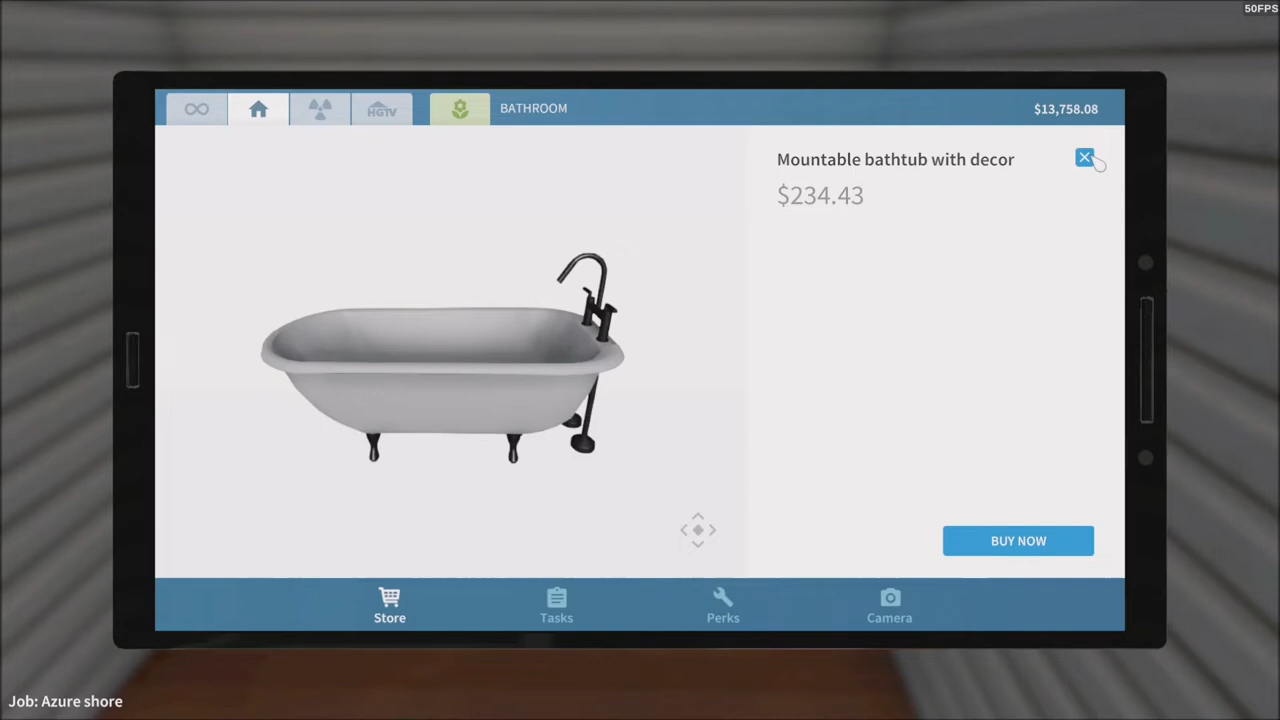 50FPS
HGTV
BATHROOM
$13,758.08
Mountable bathtub with decor
$234.43
BUY NOW
Store
Tasks
Perks
Camera
Job: Azure shore